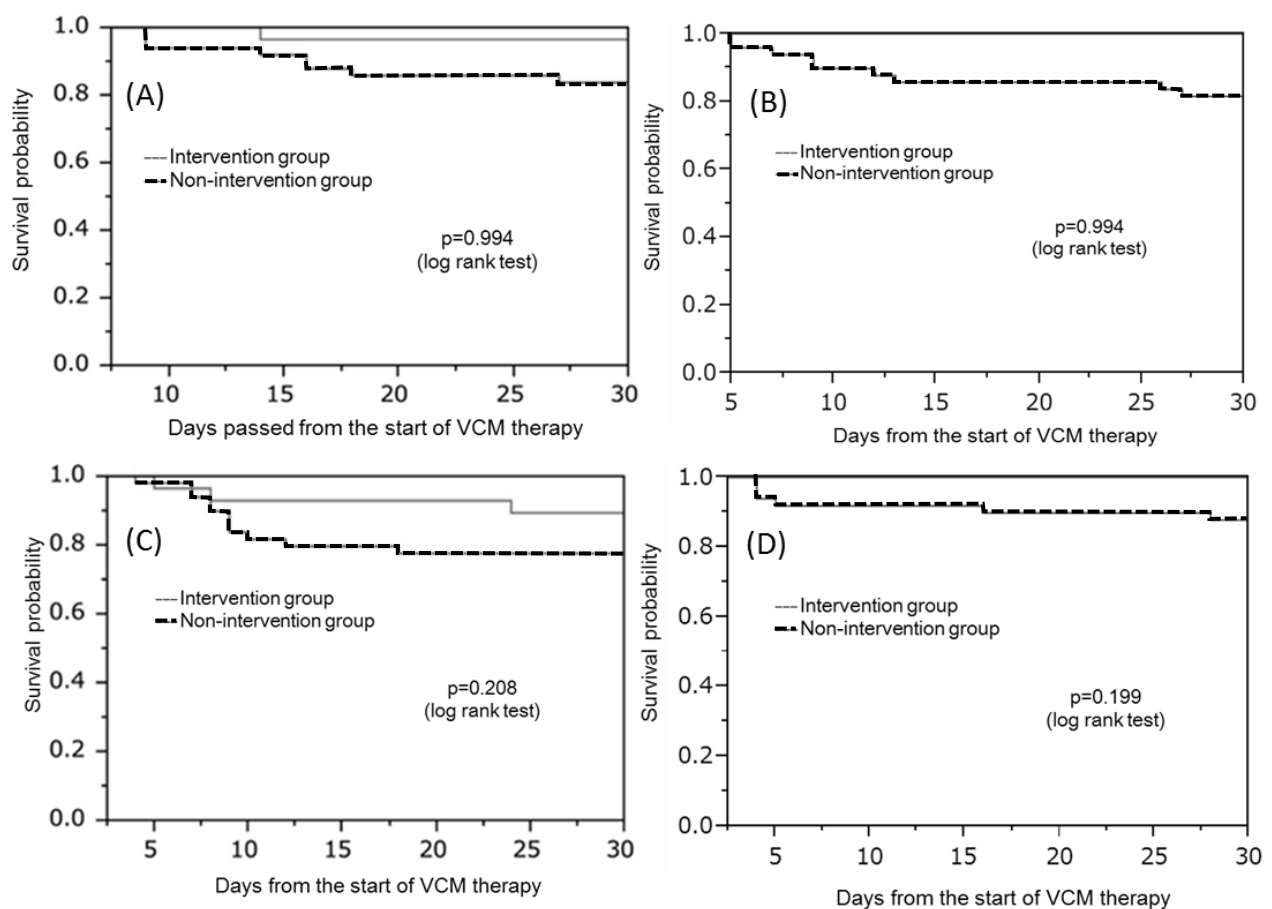 1.0
0.8
0.6
0.4
0.2
0.0
Survival probability
(A)
Intervention group
Non-intervention group
p=0.994
(log rank test)
10
15
20
25
30
Days passed from the start of VCM therapy
1.0
0.8
0.6
0.4
0.2
0.0
Survival probability
(B)
Intervention group
Non-intervention group
p=0.994
(log rank test)
5
10
15
20
25
30
Days from the start of VCM therapy
1.0
0.8
0.6
0.4
0.2
0.0
Survival probability
(C)
Intervention group
Non-intervention group
p=0.208
(log rank test)
5
10
15
20
25
30
Days from the start of VCM therapy
1.0
0.8
0.6
0.4
0.2
0.0
Survival probability
(D)
Intervention group
Non-intervention group
p=0.199
(log rank test)
5
10
15
20
25
30
Days from the start of VCM therapy